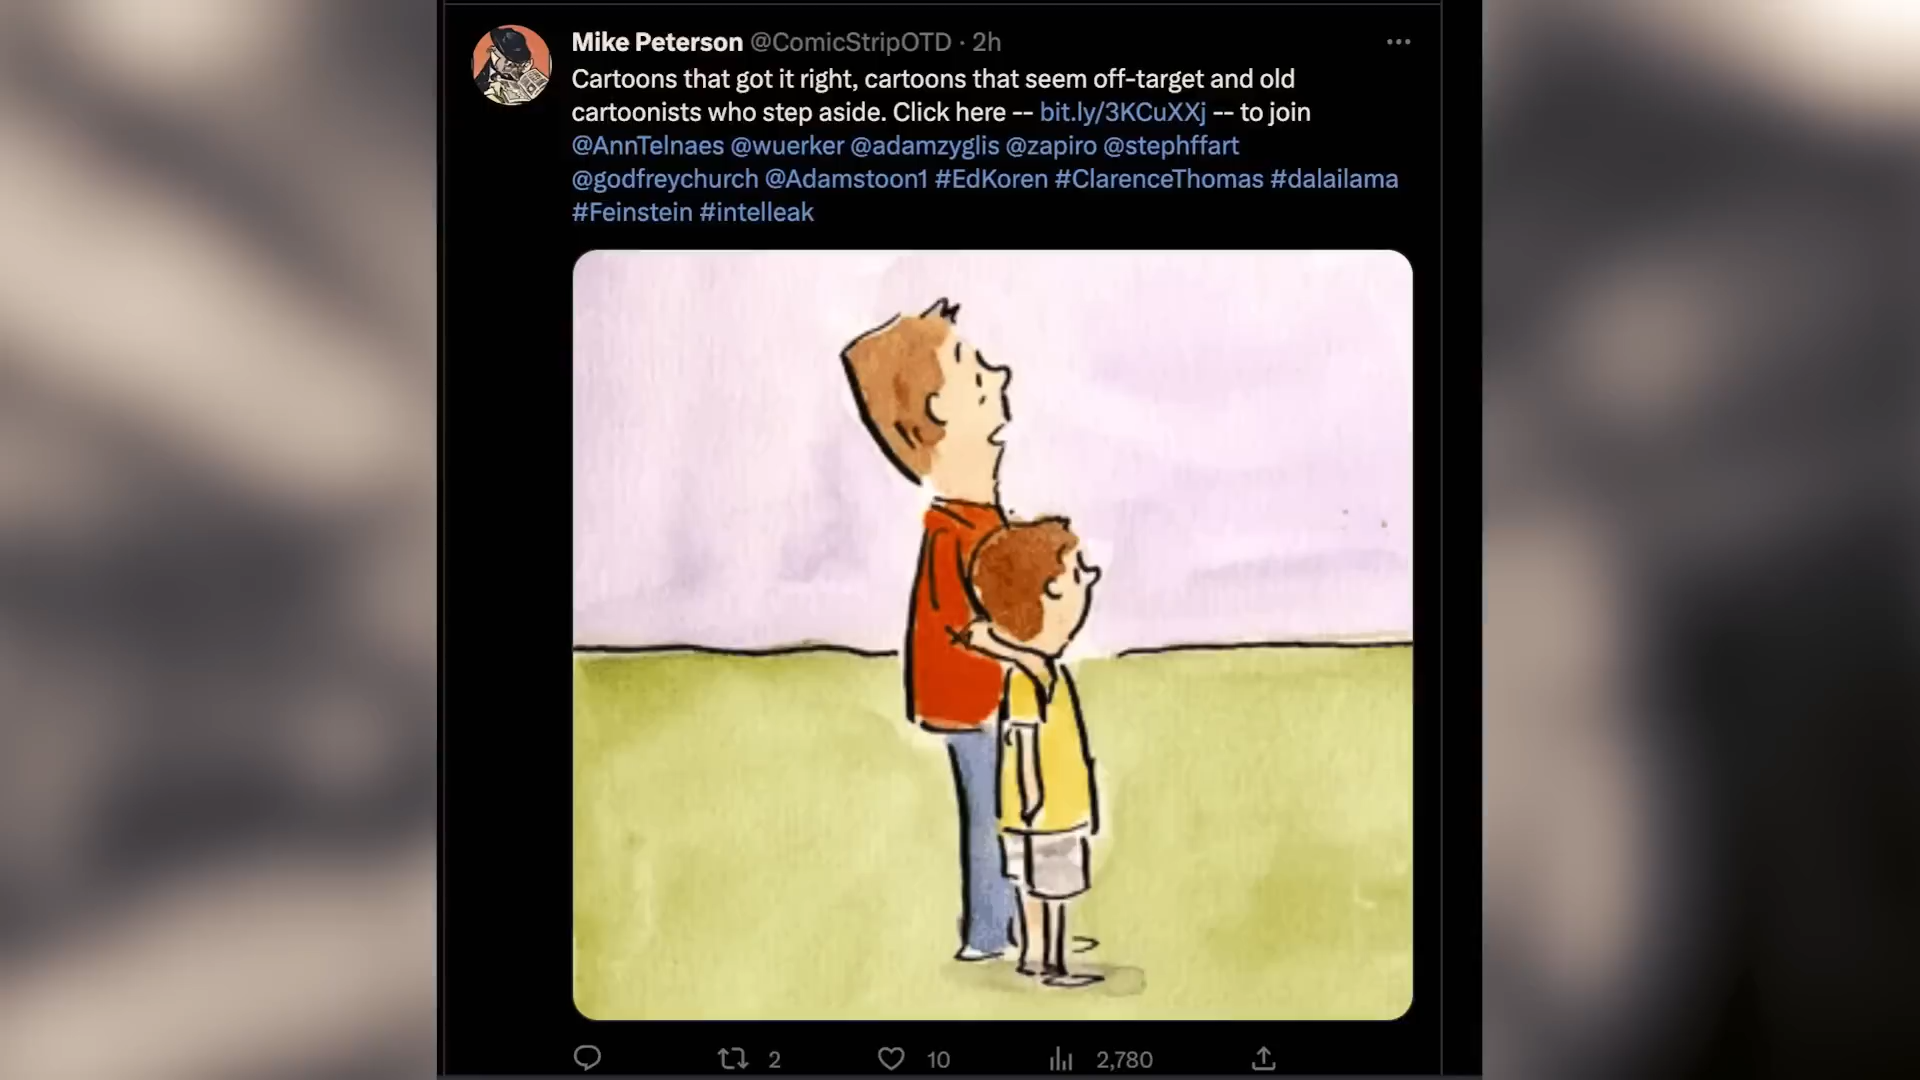 Mike Peterson @ComicStripOTD · 2h
Cartoons that got it right, cartoons that seem off-target and old
cartoonists who step aside. Click here -- bit.ly/3KCuXXj -- to join
@AnnTelnaes @wuerker @adamzyglis @zapiro @stephffart
@godfreychurch @Adamstoon1 #EdKoren #ClarenceThomas #dalailama
#Feinstein #intelleak
2 10 2,780